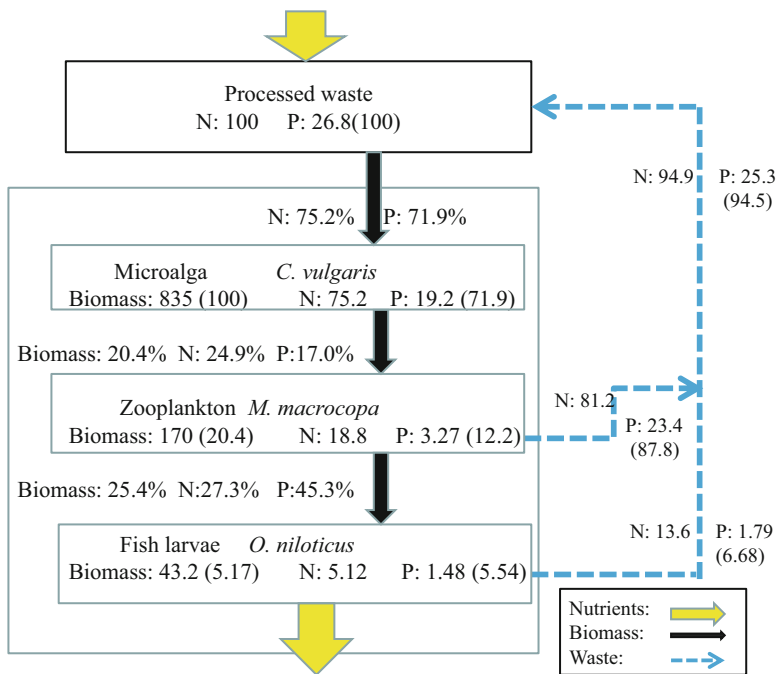 Processed waste
N: 100 P: 26.8(100)
N: 94.9 P: 25.3
(94.5)
N: 75.2% P: 71.9%
Microalga C. vulgaris
Biomass: 835 (100) N: 75.2 P: 19.2 (71.9)
Biomass: 20.4% N: 24.9% P:17.0%
Zooplankton M. macrocopa
Biomass: 170 (20.4) N: 18.8 P: 3.27 (12.2)
N: 81.2
P: 23.4
(87.8)
Biomass: 25.4% N:27.3% P:45.3%
Fish larvae O. niloticus
Biomass: 43.2 (5.17) N: 5.12 P: 1.48 (5.54)
N: 13.6 P: 1.79
(6.68)
Nutrients:
Biomass:
Waste: